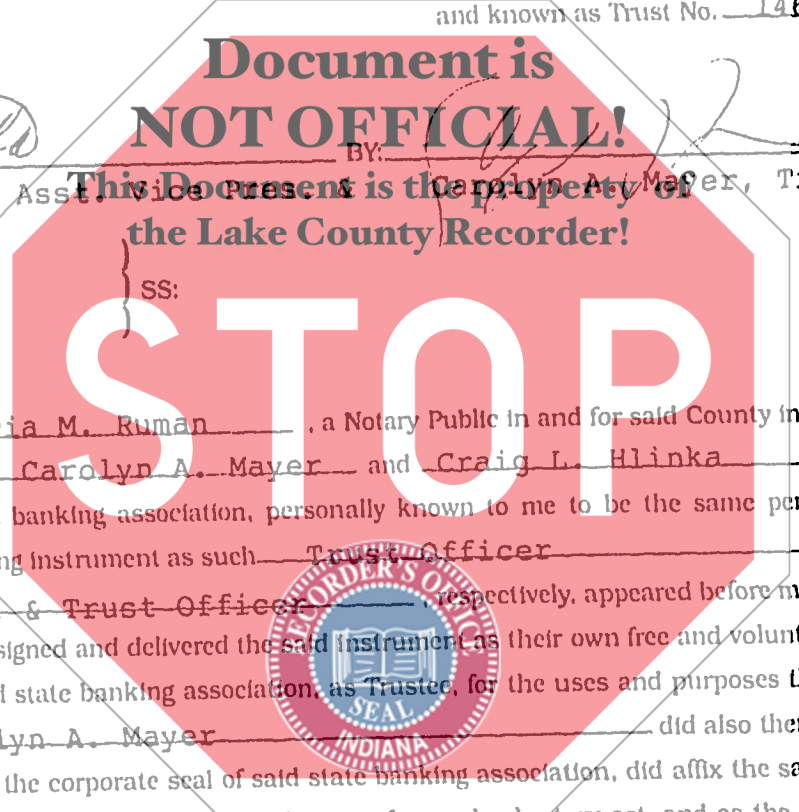 and known as Trust No. 146
Document is
NOT OFFICIAL!
BY:
This Document is the property of
Asst. Vice Pres. & Carolyn A. Mayer, T
the Lake County Recorder!
SS:
STOP
ia M. Ruman , a Notary Public in and for said County in
Carolyn A. Mayer and Craig L. Hlinka
banking association, personally known to me to be the same per
ng instrument as such Trust Officer
& Trust Officer , respectively, appeared before m
signed and delivered the said instrument as their own free and volunt
d state banking association, as Trustee, for the uses and purposes t
lyn A. Mayer did also the
the corporate seal of said state banking association, did affix the sa
RECORDER'S OFFICE
SEAL
INDIANA